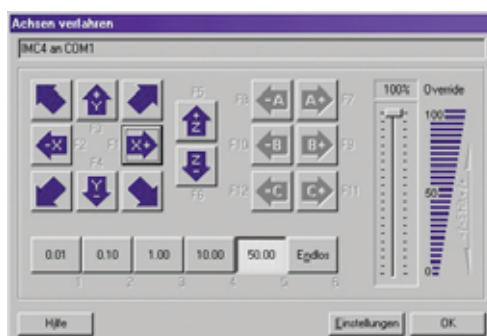 Achsen verfahren
IMC4 an COM1
F5
100% Override
Y+
F8 -A A+ F7
Z+
F3
-X F2 F1 X+
F10 -B B+ F9
F4
Z-
Y-
F6
F12 -C C+ F11
100
50
0
0.01 0.10 1.00 10.00 50.00 Endlos
1 2 3 4 5 6
Hilfe Einstellungen OK